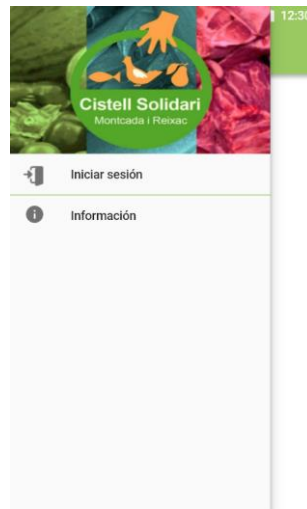 12:30
Cistell Solidari
Montcada i Reixac
Iniciar sesión
Información